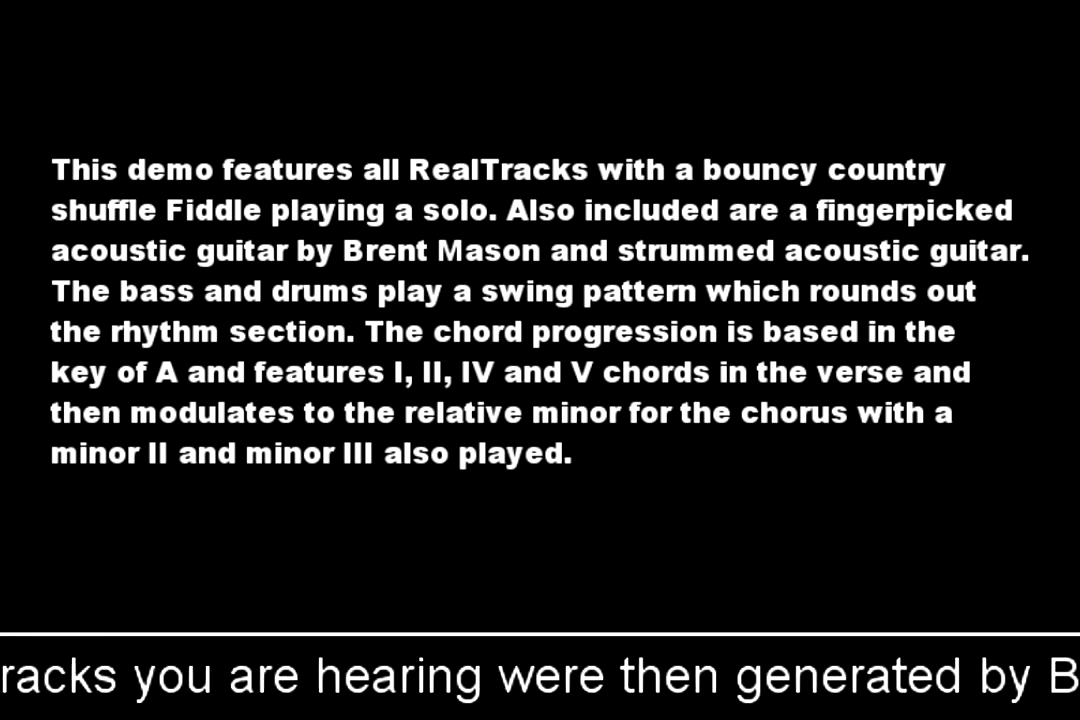 This demo features all RealTracks with a bouncy country
shuffle Fiddle playing a solo. Also included are a fingerpicked
acoustic guitar by Brent Mason and strummed acoustic guitar.
The bass and drums play a swing pattern which rounds out
the rhythm section. The chord progression is based in the
key of A and features I, II, IV and V chords in the verse and
then modulates to the relative minor for the chorus with a
minor II and minor III also played.
racks you are hearing were then generated by B